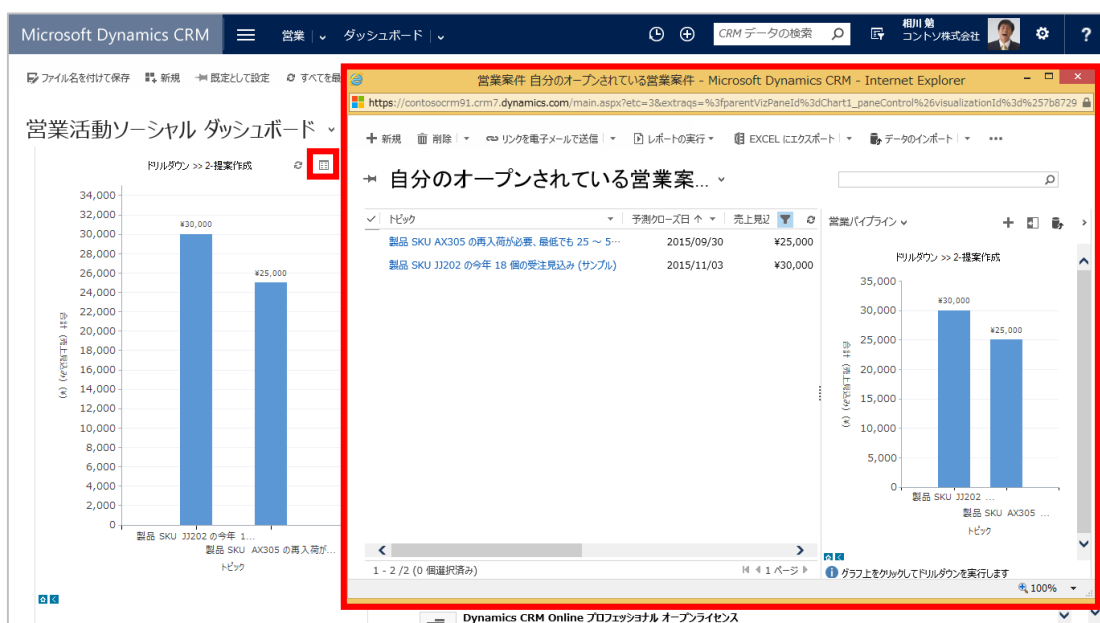 Microsoft Dynamics CRM
営業
ダッシュボード
CRM データの検索
相川 勉
コントソ株式会社
?
ファイル名を付けて保存 新規 既定として設定 すべてを最
営業活動ソーシャル ダッシュボード
ドリルダウン >> 2-提案作成
34,000
32,000
30,000
28,000
26,000
24,000
22,000
20,000
18,000
16,000
14,000
12,000
10,000
8,000
6,000
4,000
2,000
0
合計 (売上見込み) (¥)
¥30,000
¥25,000
製品 SKU JJ202 の今年 1...
製品 SKU AX305 の再入荷が...
トピック
営業案件 自分のオープンされている営業案件 - Microsoft Dynamics CRM - Internet Explorer
https://contosocrm91.crm7.dynamics.com/main.aspx?etc=3&extraqs=%3fparentVizPaneId%3dChart1_paneControl%26visualizationId%3d%257b8729
新規 削除 リンクを電子メールで送信 レポートの実行 EXCEL にエクスポート データのインポート ...
自分のオープンされている営業案...
トピック 予測クローズ日 売上見込
製品 SKU AX305 の再入荷が必要、最低でも 25 ～ 5... 2015/09/30 ¥25,000
製品 SKU JJ202 の今年 18 個の受注見込み (サンプル) 2015/11/03 ¥30,000
1 - 2 /2 (0 個選択済み)
1 ページ
営業パイプライン
ドリルダウン >> 2-提案作成
35,000
30,000
25,000
20,000
15,000
10,000
5,000
0
合計 (売上見込み) (¥)
¥30,000
¥25,000
製品 SKU JJ202 ...
製品 SKU AX305 ...
トピック
グラフ上をクリックしてドリルダウンを実行します
100%
Dynamics CRM Online プロフェッショナル オープンライセンス